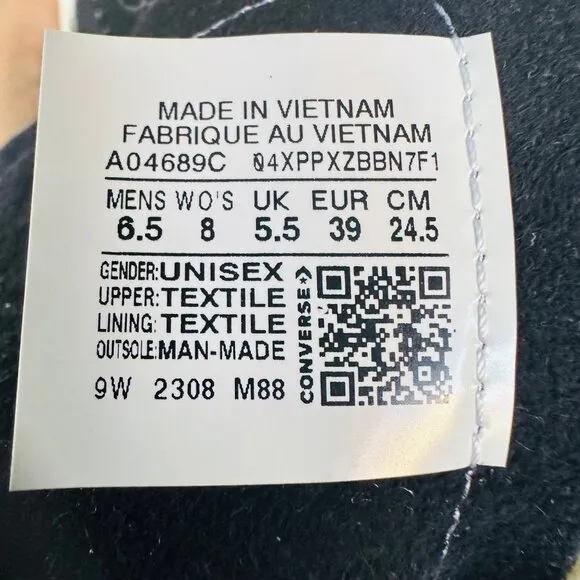 MADE IN VIETNAM
FABRIQUE AU VIETNAM
A04689C 04XPPXZBBN7F1
MENS WO'S UK EUR CM
6.5 8 5.5 39 24.5
GENDER:UNISEX
UPPER:TEXTILE
LINING:TEXTILE
OUTSOLE:MAN-MADE
9W 2308 M88
CONVERSE